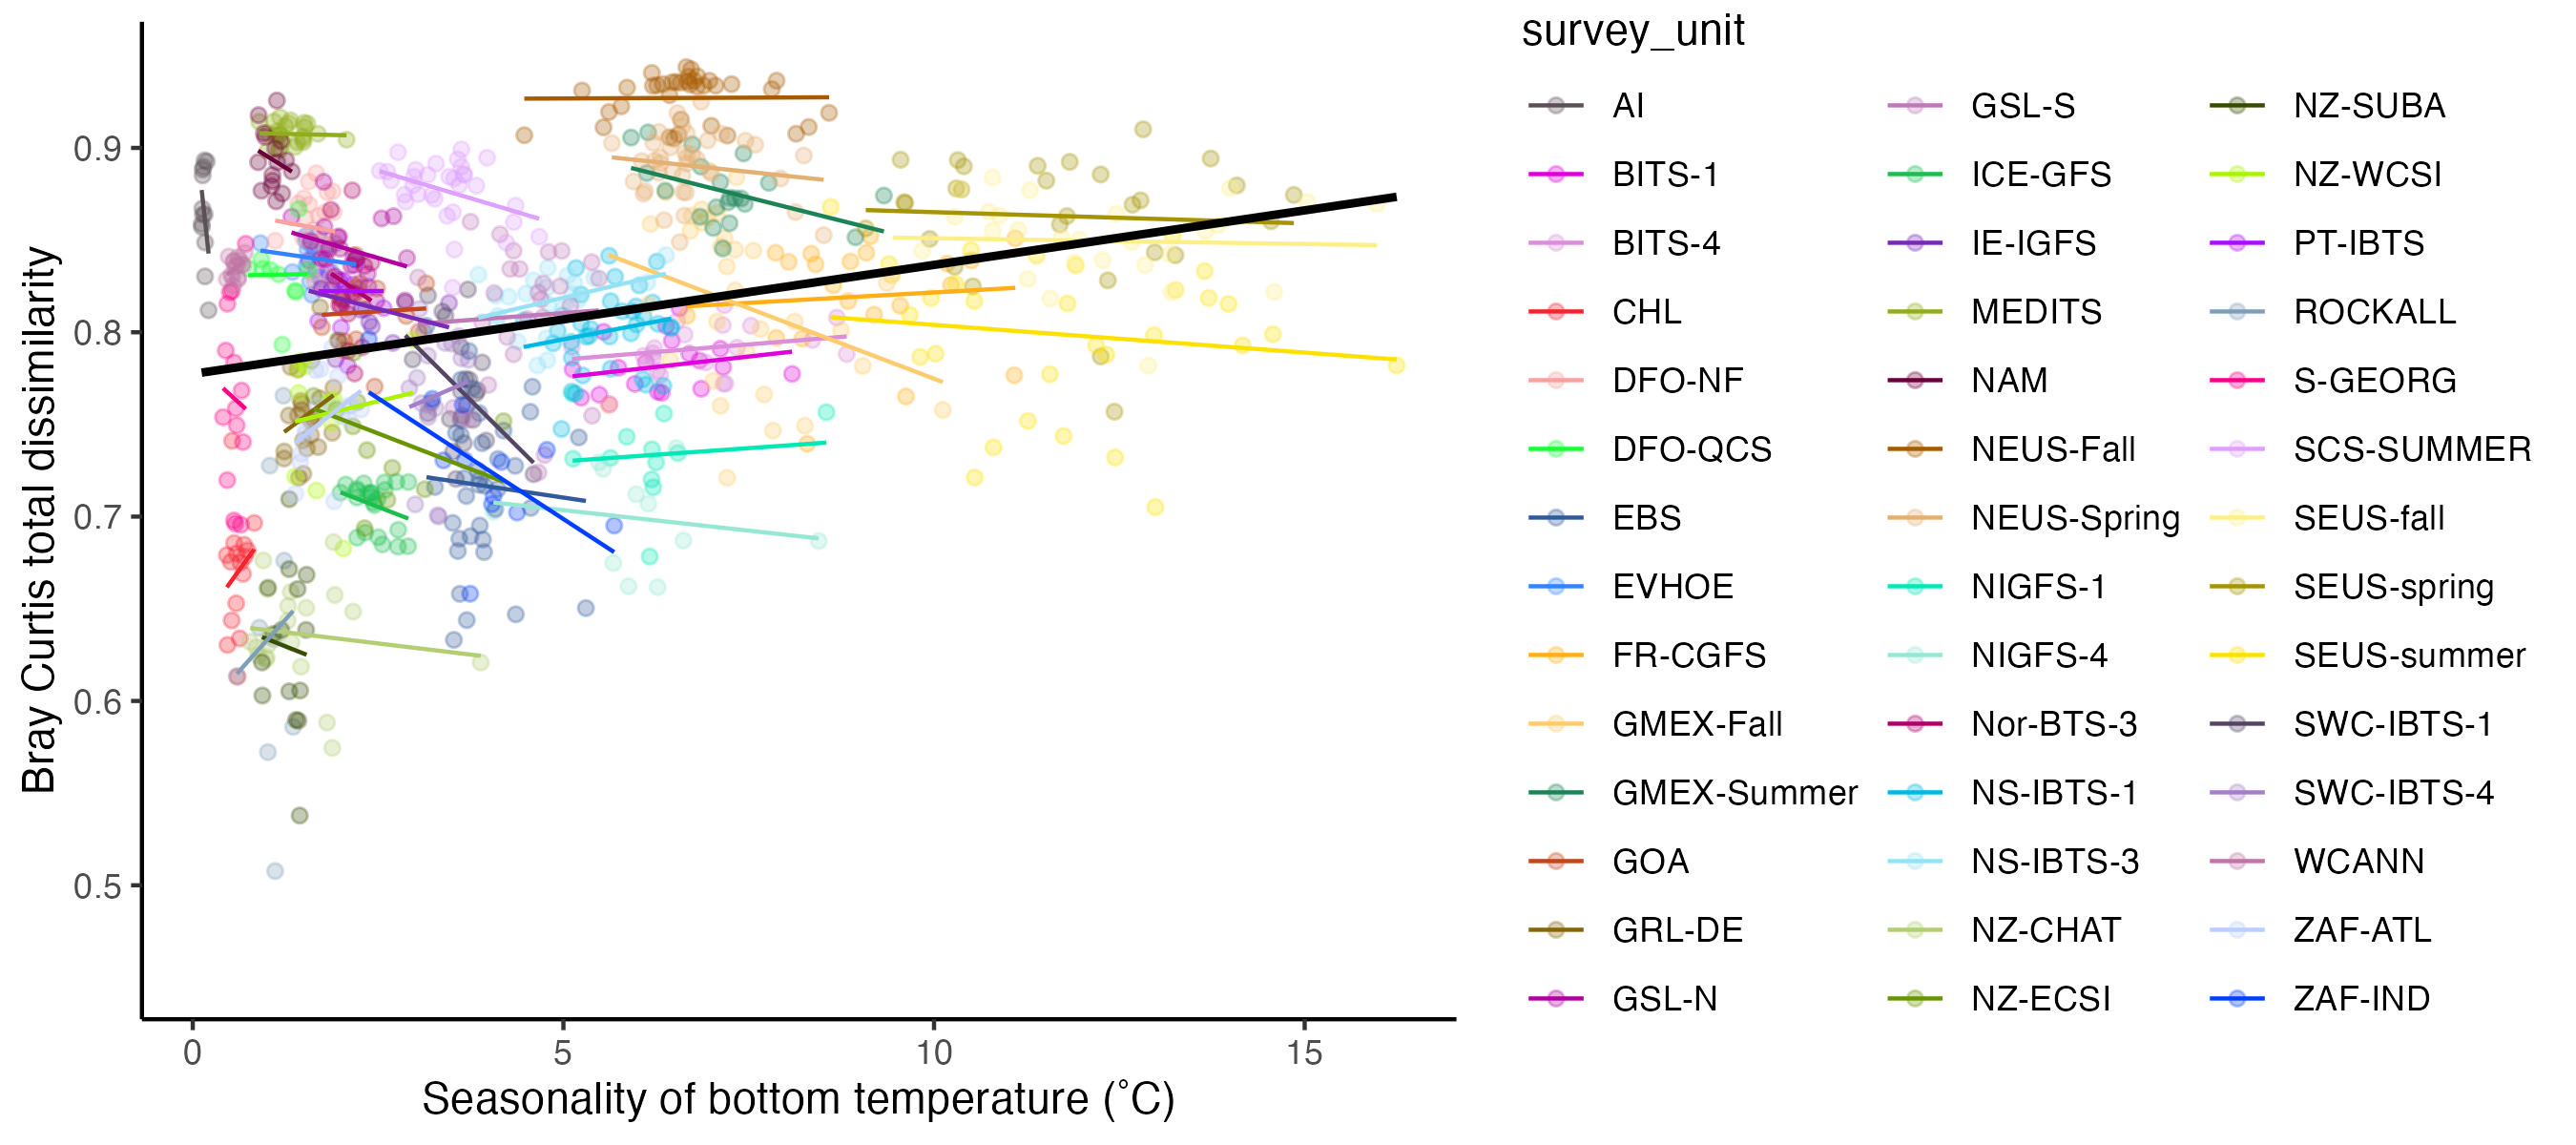 survey_unit
Bray Curtis total dissimilarity
0.9
0.8
0.7
0.6
0.5
0 5 10 15
Seasonality of bottom temperature (˚C)
AI
BITS-1
BITS-4
CHL
DFO-NF
DFO-QCS
EBS
EVHOE
FR-CGFS
GMEX-Fall
GMEX-Summer
GOA
GRL-DE
GSL-N
GSL-S
ICE-GFS
IE-IGFS
MEDITS
NAM
NEUS-Fall
NEUS-Spring
NIGFS-1
NIGFS-4
Nor-BTS-3
NS-IBTS-1
NS-IBTS-3
NZ-CHAT
NZ-ECSI
NZ-SUBA
NZ-WCSI
PT-IBTS
ROCKALL
S-GEORG
SCS-SUMMER
SEUS-fall
SEUS-spring
SEUS-summer
SWC-IBTS-1
SWC-IBTS-4
WCANN
ZAF-ATL
ZAF-IND